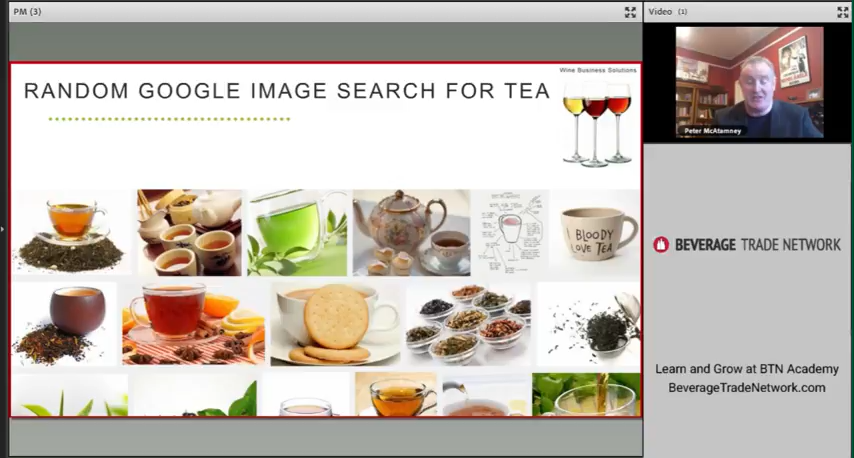 PM (3)
Video (1)
Wine Business Solutions
RANDOM GOOGLE IMAGE SEARCH FOR TEA
I BLOODY
LOVE TEA
Peter McAtamney
BEVERAGE TRADE NETWORK
Learn and Grow at BTN Academy
BeverageTradeNetwork.com